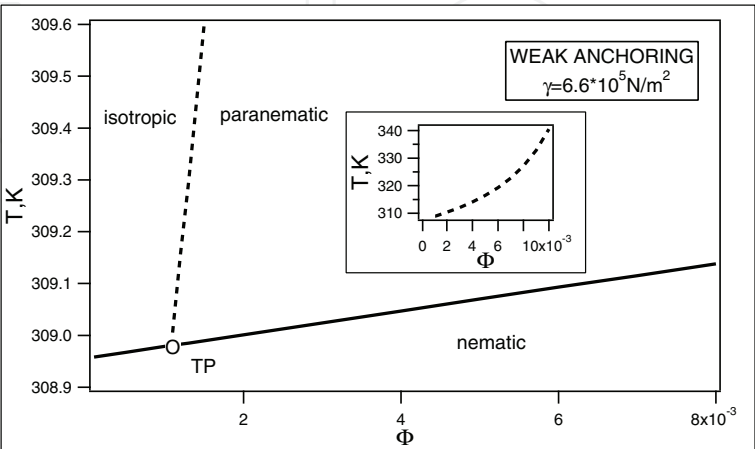 309.6
309.5
309.4
309.3
309.2
309.1
309.0
308.9
T,K
isotropic
paranematic
WEAK ANCHORING
γ=6.6*10⁵N/m²
340
330
320
310
T,K
0 2 4 6 8 10x10⁻³
Φ
nematic
TP
2 4 6 8x10⁻³
Φ